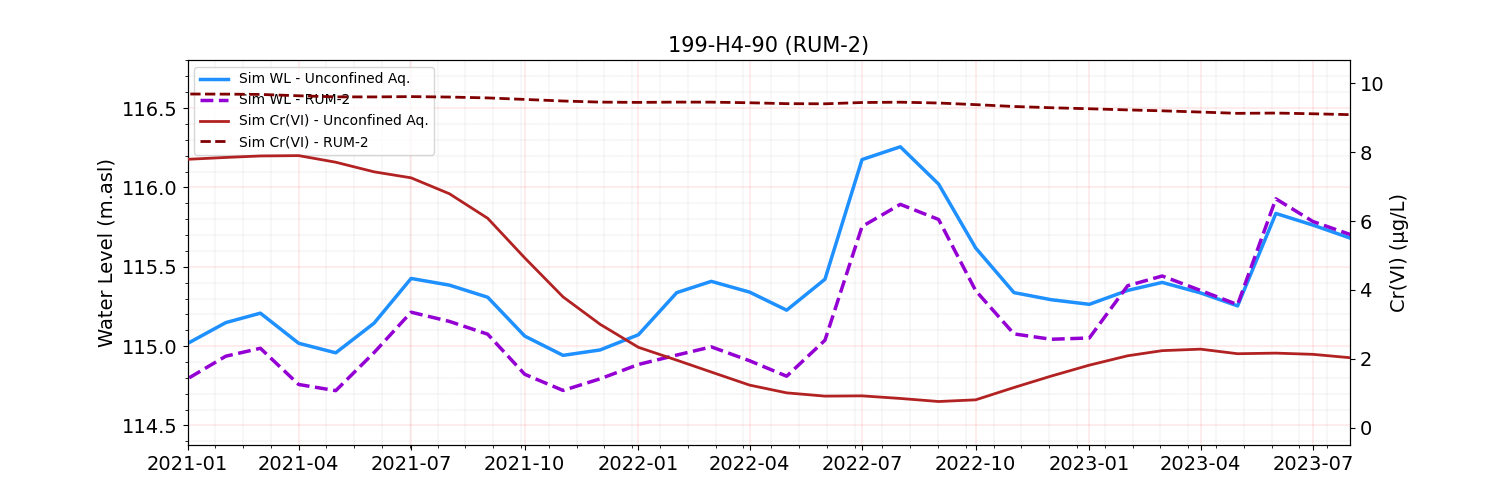 199-H4-90 (RUM-2)
Sim WL - Unconfined Aq.
Sim WL - RUM-2
Sim Cr(VI) - Unconfined Aq.
Sim Cr(VI) - RUM-2
Water Level (m.asl)
116.5
116.0
115.5
115.0
114.5
10
8
6
4
2
0
Cr(VI) (μg/L)
2021-01 2021-04 2021-07 2021-10 2022-01 2022-04 2022-07 2022-10 2023-01 2023-04 2023-07